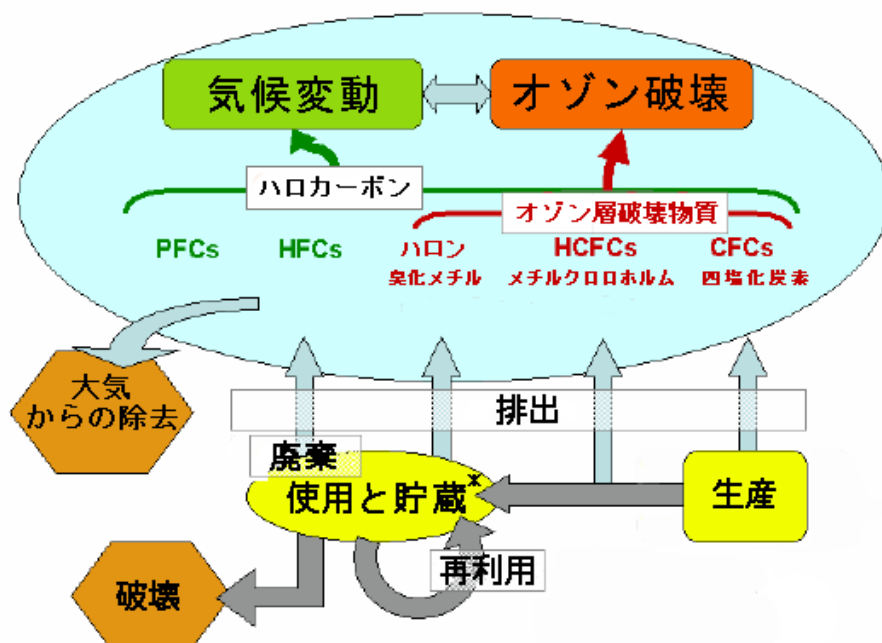 気候変動
オゾン破壊
ハロカーボン
オゾン層破壊物質
PFCs
HFCs
ハロン
HCFCs
CFCs
臭化メチル
メチルクロロホルム
四塩化炭素
大気
からの除去
排出
廃棄
使用と貯蔵*
生産
再利用
破壊